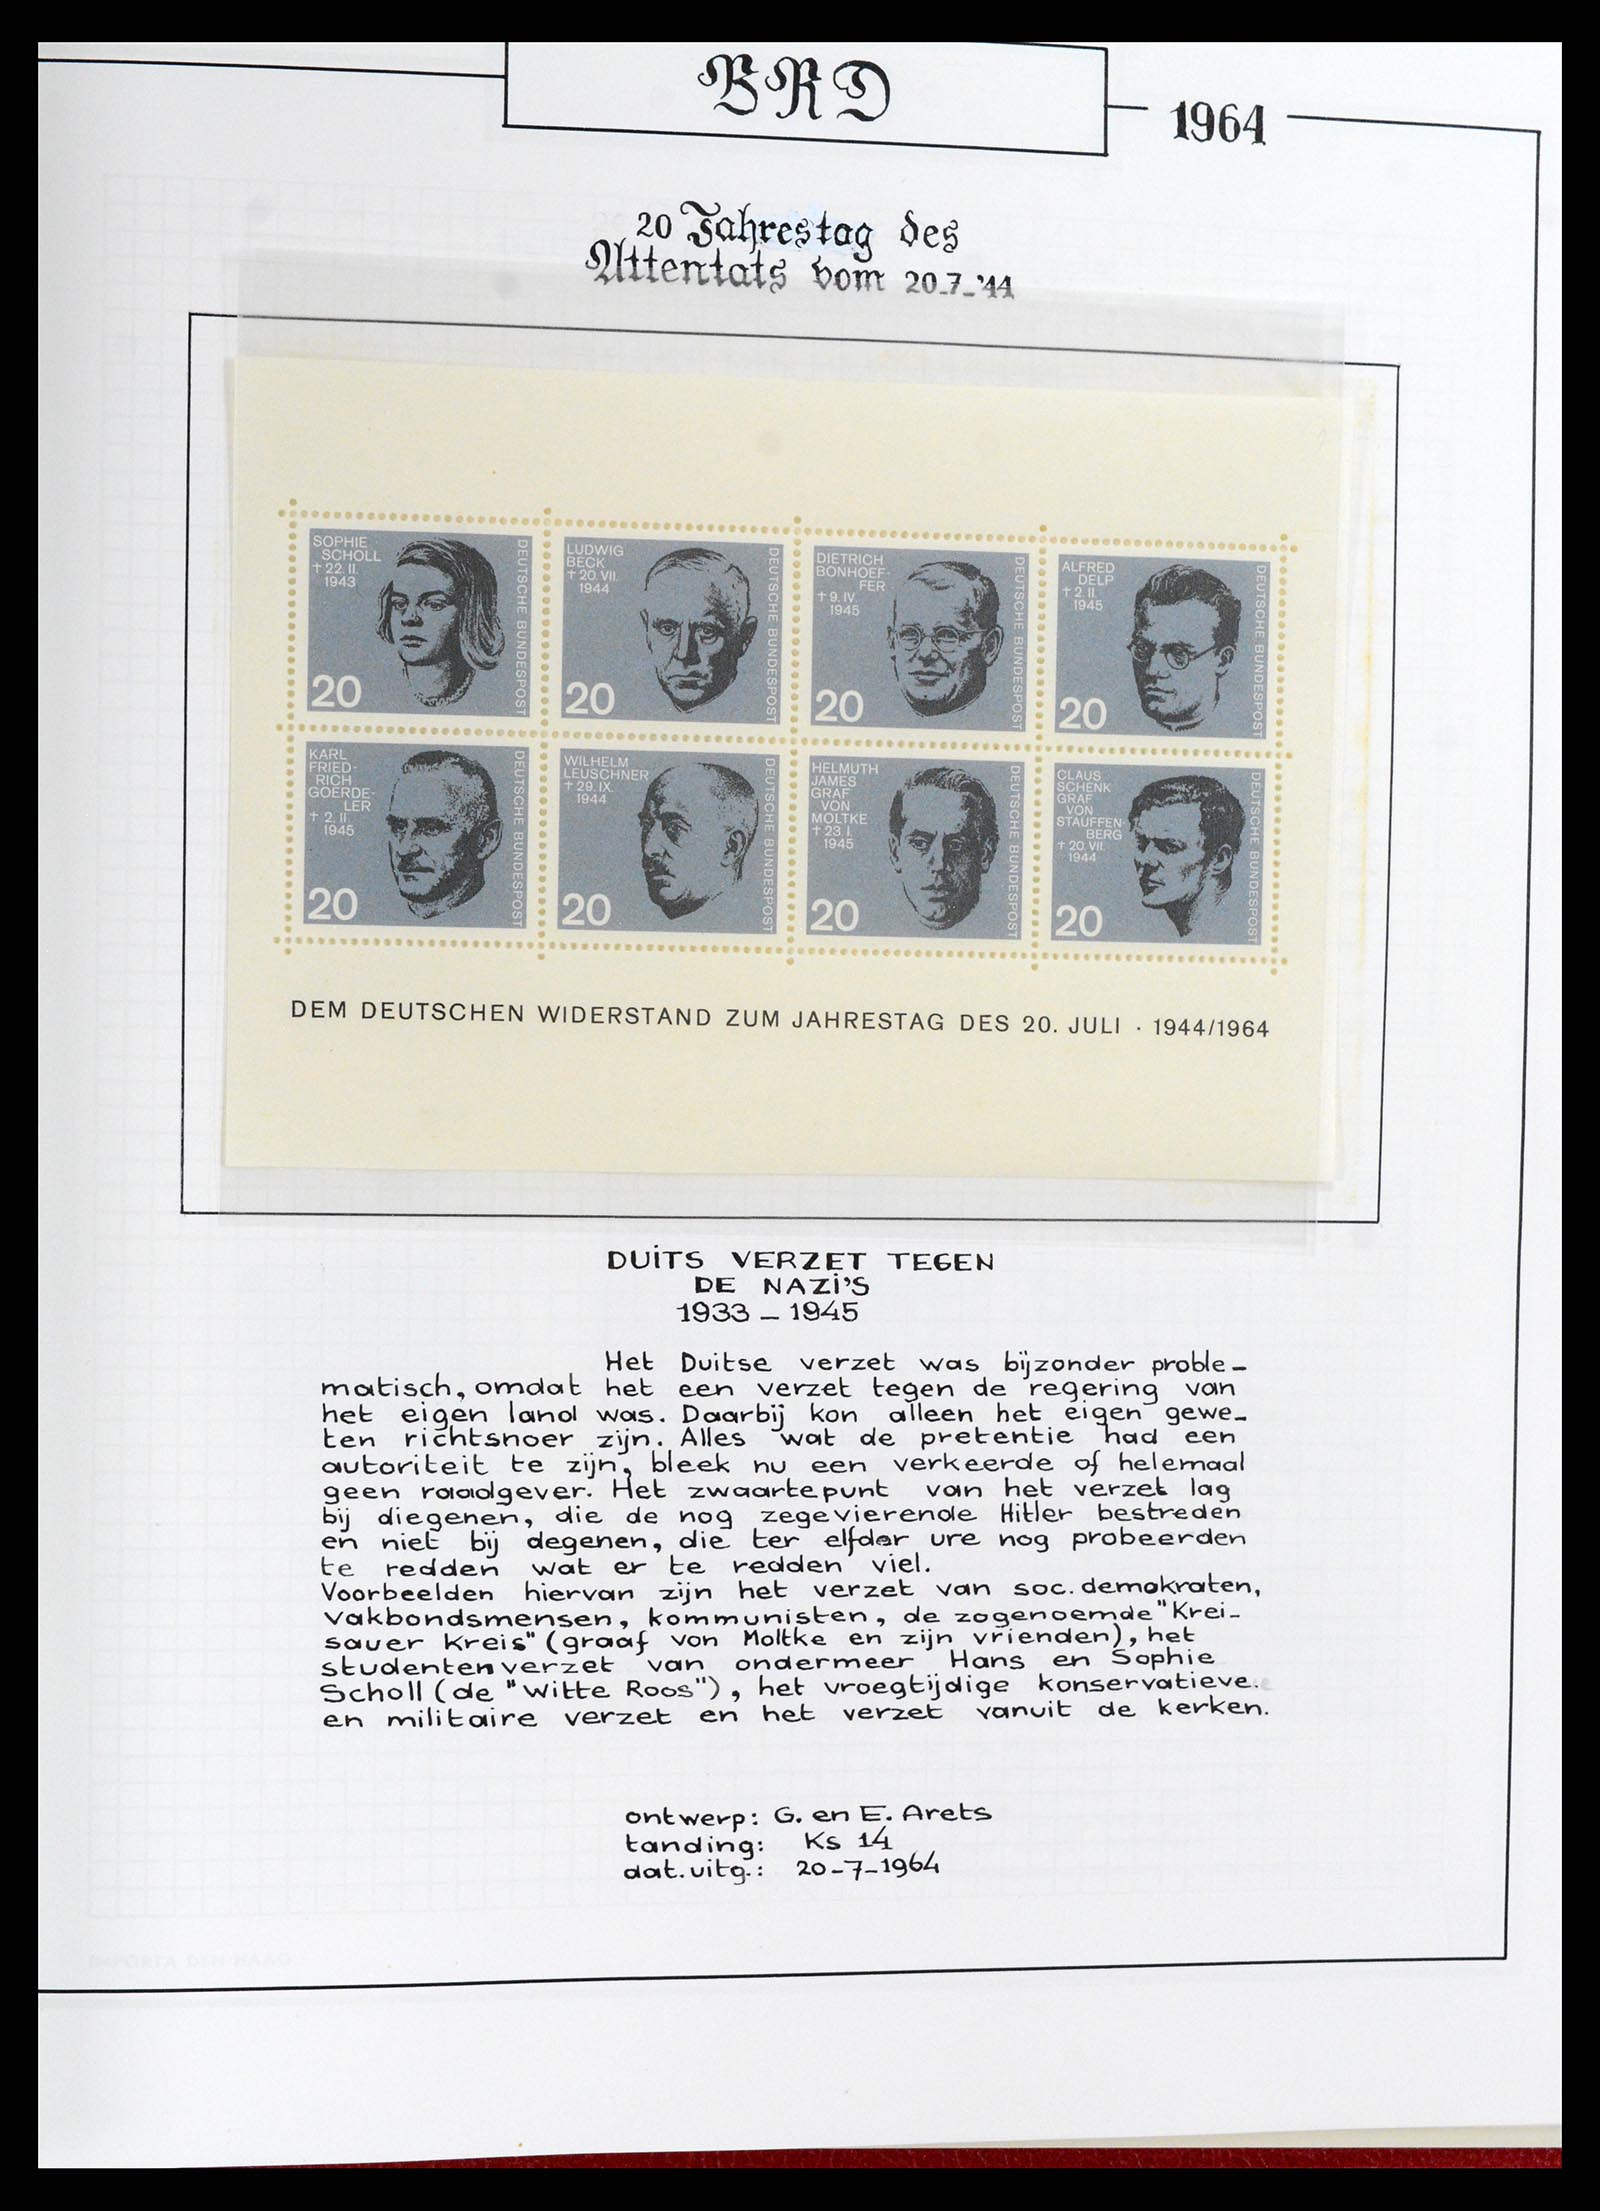 BRD
1964
20 Jahrestag des
Attentats vom 20-7-'44
SOPHIE
SCHOLL
† 22. II.
1943
DEUTSCHE BUNDESPOST
20
LUDWIG
BECK
† 20. VII.
1944
DEUTSCHE BUNDESPOST
20
DIETRICH
BONHOEF-
FER
† 9. IV.
1945
DEUTSCHE BUNDESPOST
20
ALFRED
DELP
† 2. II.
1945
DEUTSCHE BUNDESPOST
20
KARL
FRIED-
RICH
GOERDE-
LER
† 2. II.
1945
DEUTSCHE BUNDESPOST
20
WILHELM
LEUSCHNER
† 29. IX.
1944
DEUTSCHE BUNDESPOST
20
HELMUTH
JAMES
GRAF
VON
MOLTKE
† 23. I.
1945
DEUTSCHE BUNDESPOST
20
CLAUS
SCHENK
GRAF
VON
STAUFFEN-
BERG
† 20. VII.
1944
DEUTSCHE BUNDESPOST
20
DEM DEUTSCHEN WIDERSTAND ZUM JAHRESTAG DES 20. JULI · 1944/1964
DUITS VERZET TEGEN
DE NAZI'S
1933 – 1945
Het Duitse verzet was bijzonder proble-
matisch, omdat het een verzet tegen de regering van
het eigen land was. Daarbij kon alleen het eigen gewe-
ten richtsnoer zijn. Alles wat de pretentie had een
autoriteit te zijn, bleek nu een verkeerde of helemaal
geen raadgever. Het zwaartepunt van het verzet lag
bij diegenen, die de nog zegevierende Hitler bestreden
en niet bij degenen, die ter elfder ure nog probeerden
te redden wat er te redden viel.
Voorbeelden hiervan zijn het verzet van soc. demokraten,
vakbondsmensen, kommunisten, de zogenoemde "Krei-
sauer Kreis" (graaf von Moltke en zijn vrienden), het
studentenverzet van ondermeer Hans en Sophie
Scholl (de "Witte Roos"), het vroegtijdige konservatieve
en militaire verzet en het verzet vanuit de kerken.
ontwerp: G. en E. Arets
tanding: Ks 14
dat. uitg.: 20-7-1964
IMPORTA DEN HAAG